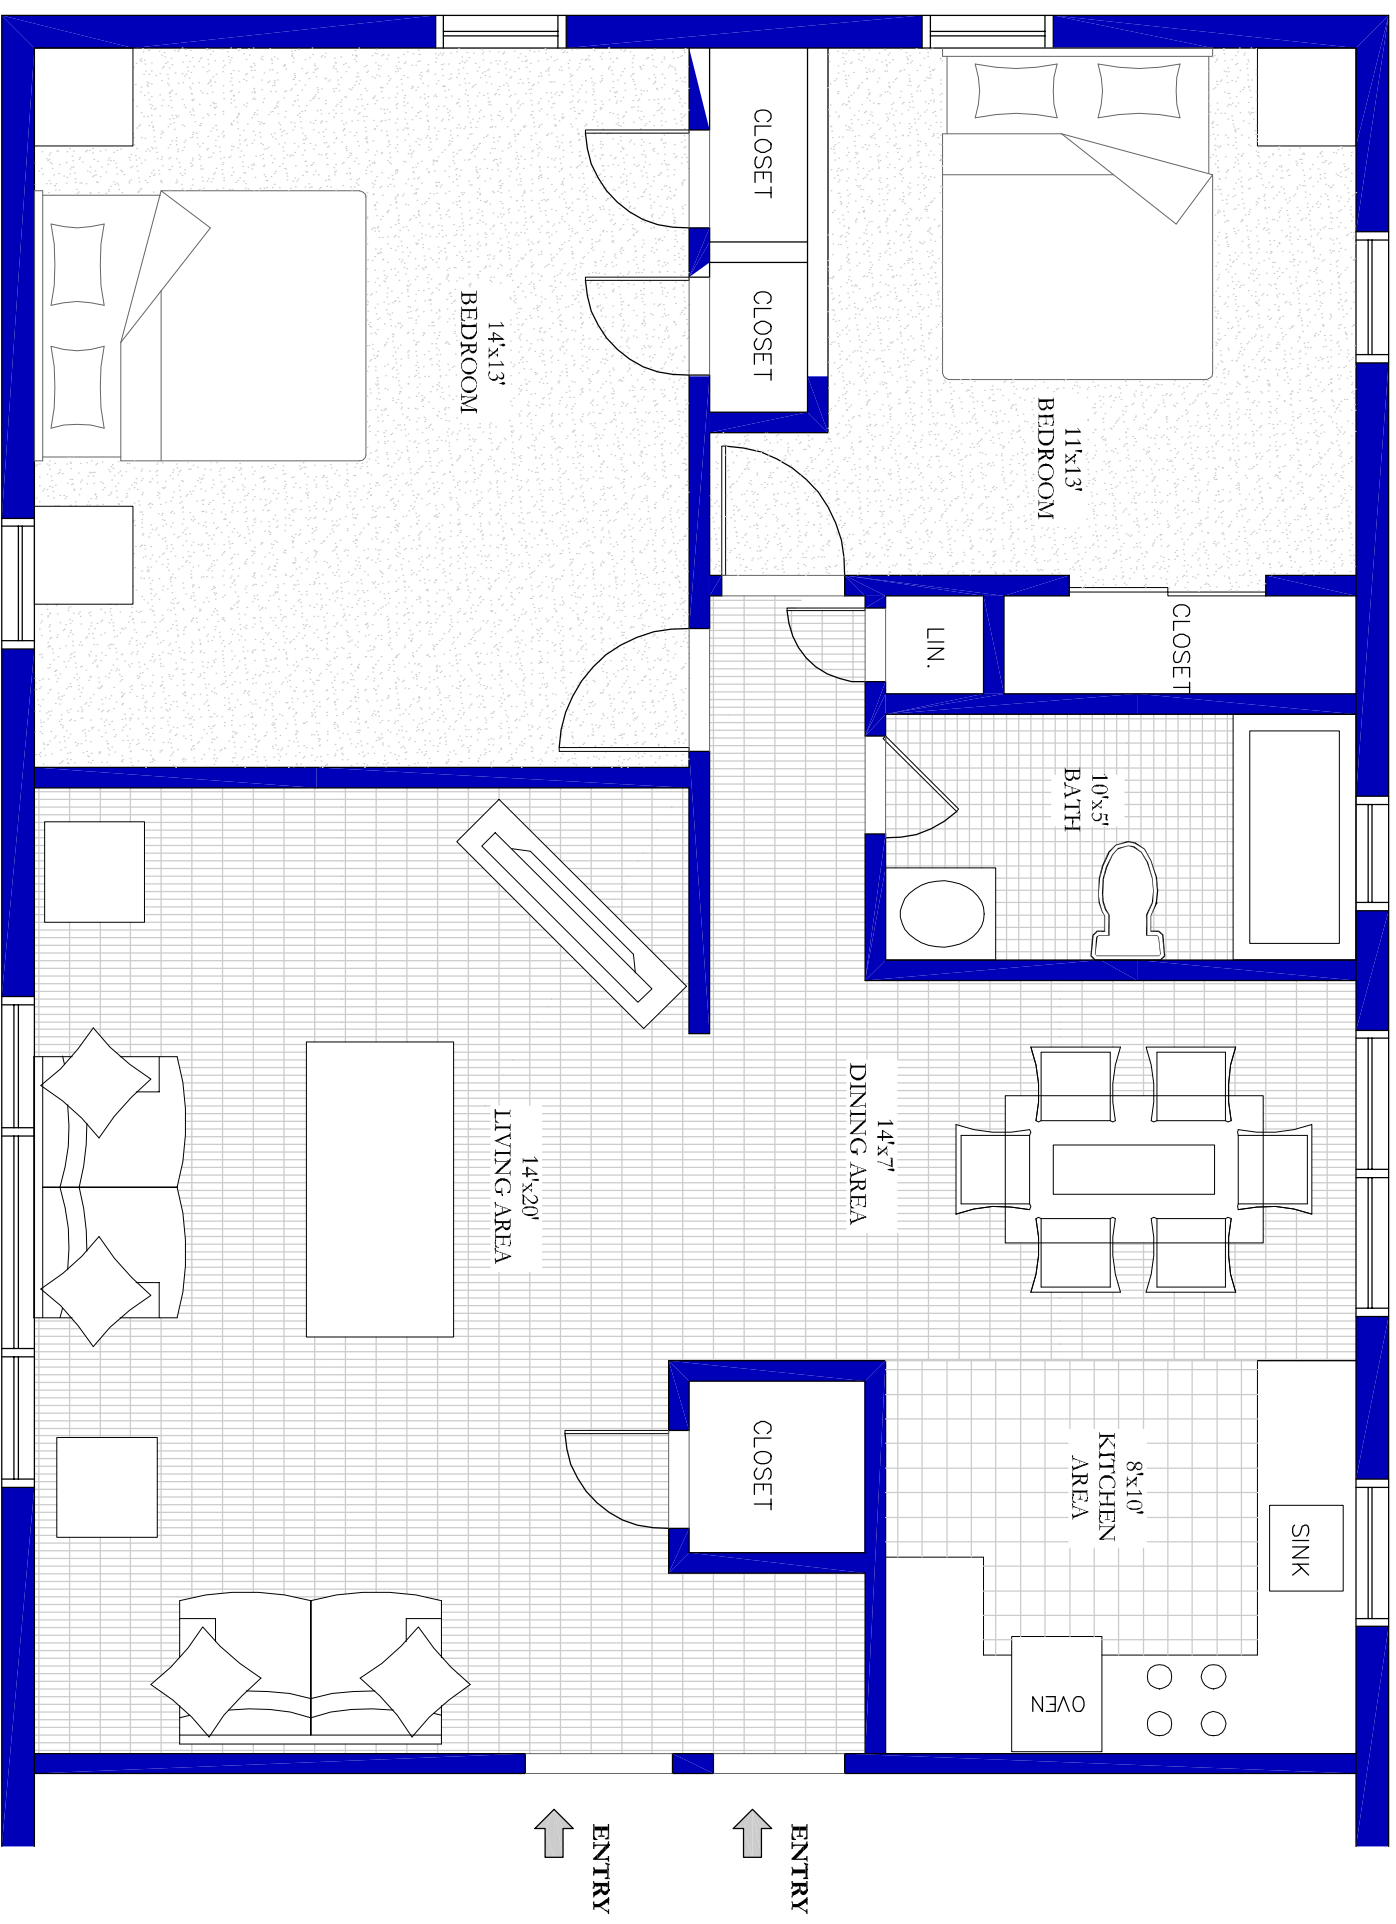 CLOSET
CLOSET
14'x13'
BEDROOM
11'x13'
BEDROOM
LIN.
CLOSET
10'x5'
BATH
14'x7'
DINING AREA
14'x20'
LIVING AREA
CLOSET
8'x10'
KITCHEN
AREA
SINK
OVEN
ENTRY
ENTRY